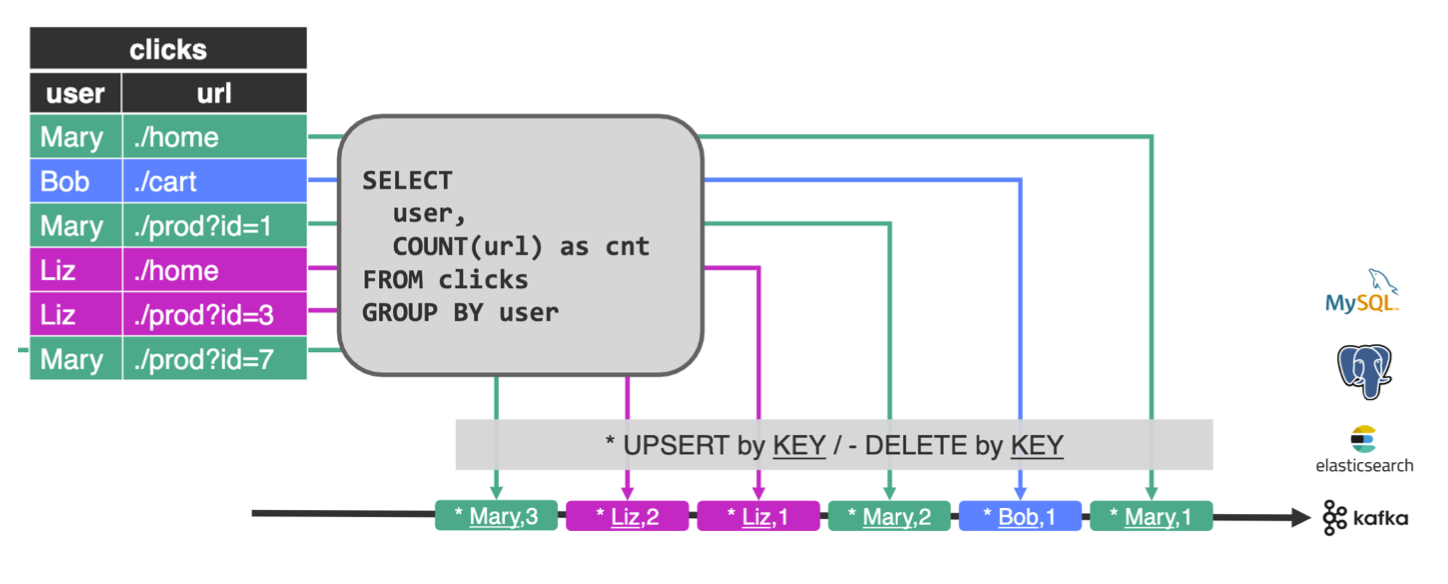 clicks
user url
Mary ./home
Bob ./cart
Mary ./prod?id=1
Liz ./home
Liz ./prod?id=3
Mary ./prod?id=7
SELECT
user,
COUNT(url) as cnt
FROM clicks
GROUP BY user
MySQL™
* UPSERT by KEY / - DELETE by KEY
elasticsearch
* Mary,3 * Liz,2 * Liz,1 * Mary,2 * Bob,1 * Mary,1
kafka